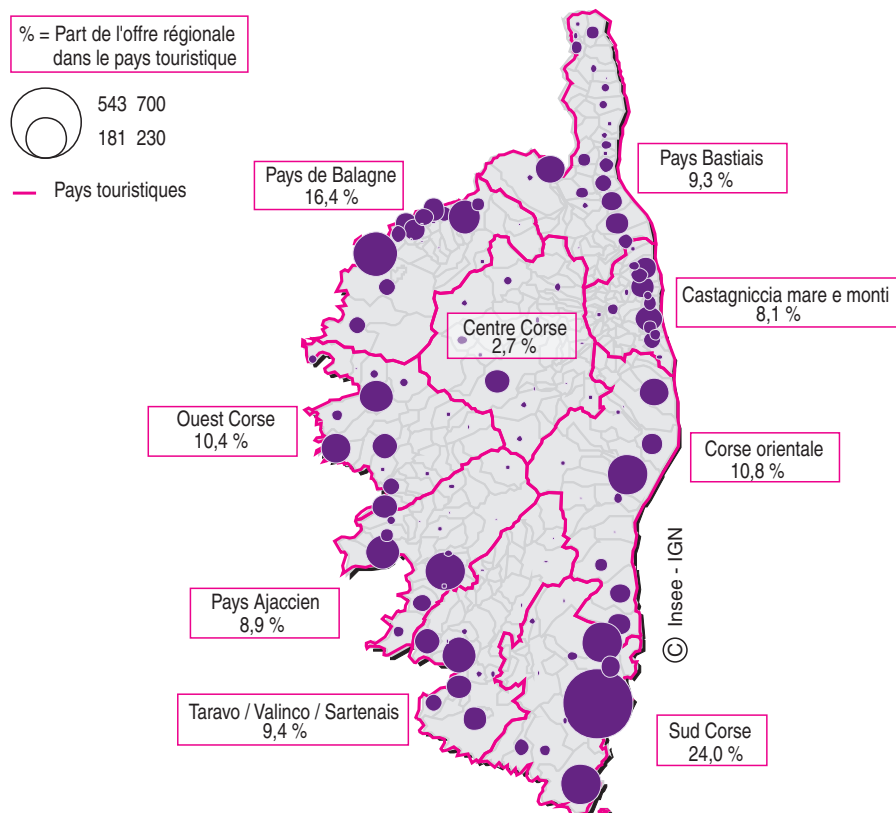 % = Part de l'offre régionale
dans le pays touristique
543 700
181 230
Pays touristiques
Pays de Balagne
16,4 %
Pays Bastiais
9,3 %
Castagniccia mare e monti
8,1 %
Centre Corse
2,7 %
Ouest Corse
10,4 %
Corse orientale
10,8 %
© Insee - IGN
Pays Ajaccien
8,9 %
Taravo / Valinco / Sartenais
9,4 %
Sud Corse
24,0 %